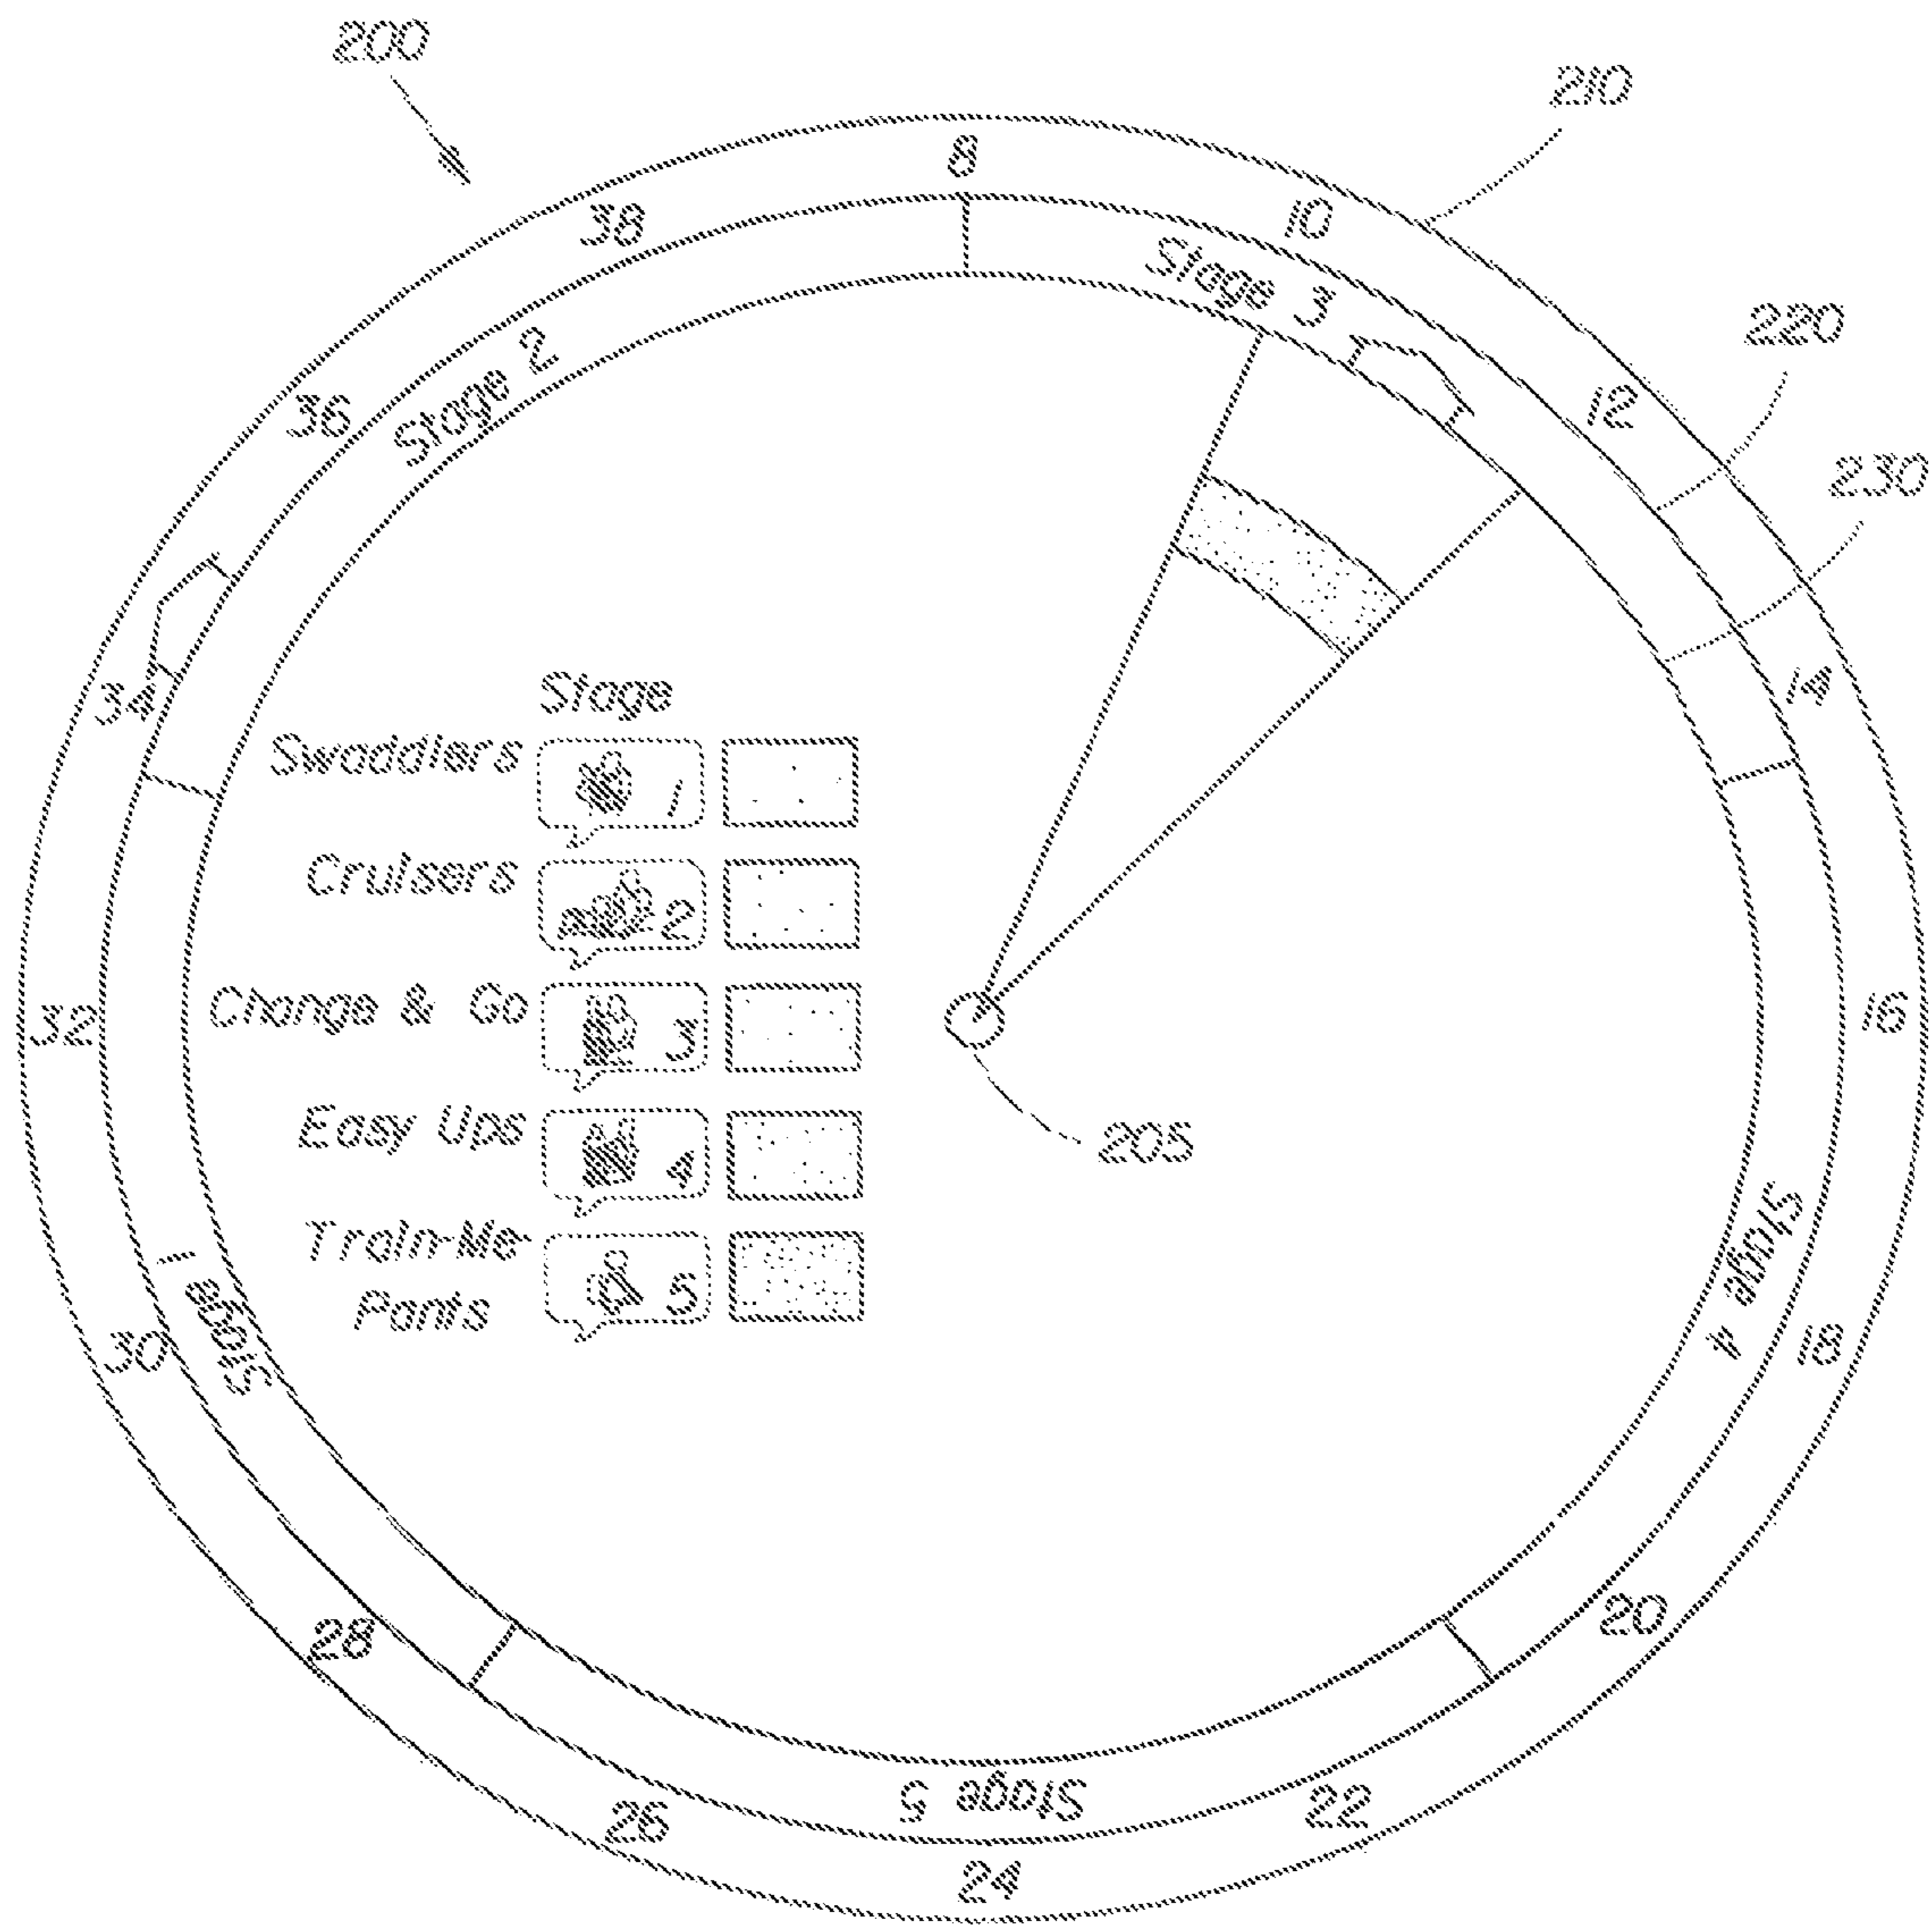 200
210
8
38
10
Stage 3
220
36
Stage 2
12
230
34
14
Stage
Swaddlers 1
Cruisers 2
32
Change & Go 3
16
Easy Ups 4
205
Train-Me
Pants 5
Stage 1
Stage 4
30
18
28
20
Stage 5
26
22
24